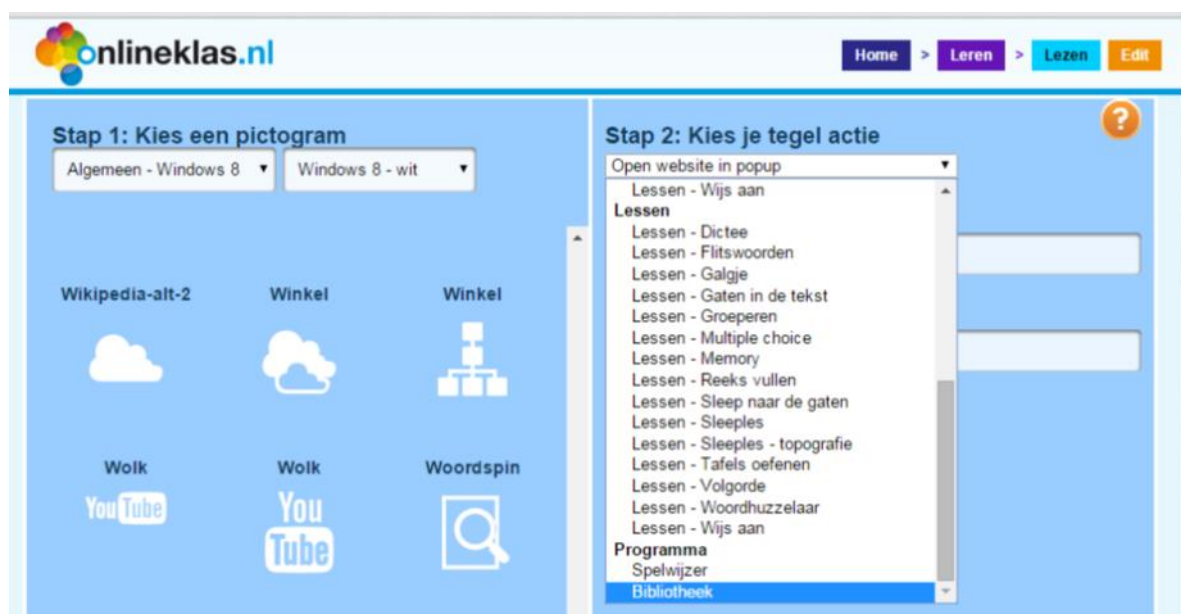 onlineklas.nl
Home > Leren > Lezen Edit
Stap 1: Kies een pictogram
Algemeen - Windows 8
Windows 8 - wit
Wikipedia-alt-2
Winkel
Winkel
Wolk
Wolk
Woordspin
You Tube
You
Tube
Stap 2: Kies je tegel actie
?
Open website in popup
Lessen - Wijs aan
Lessen
Lessen - Dictee
Lessen - Flitswoorden
Lessen - Galgje
Lessen - Gaten in de tekst
Lessen - Groeperen
Lessen - Multiple choice
Lessen - Memory
Lessen - Reeks vullen
Lessen - Sleep naar de gaten
Lessen - Sleeples
Lessen - Sleeples - topografie
Lessen - Tafels oefenen
Lessen - Volgorde
Lessen - Woordhuzzelaar
Lessen - Wijs aan
Programma
Spelwijzer
Bibliotheek